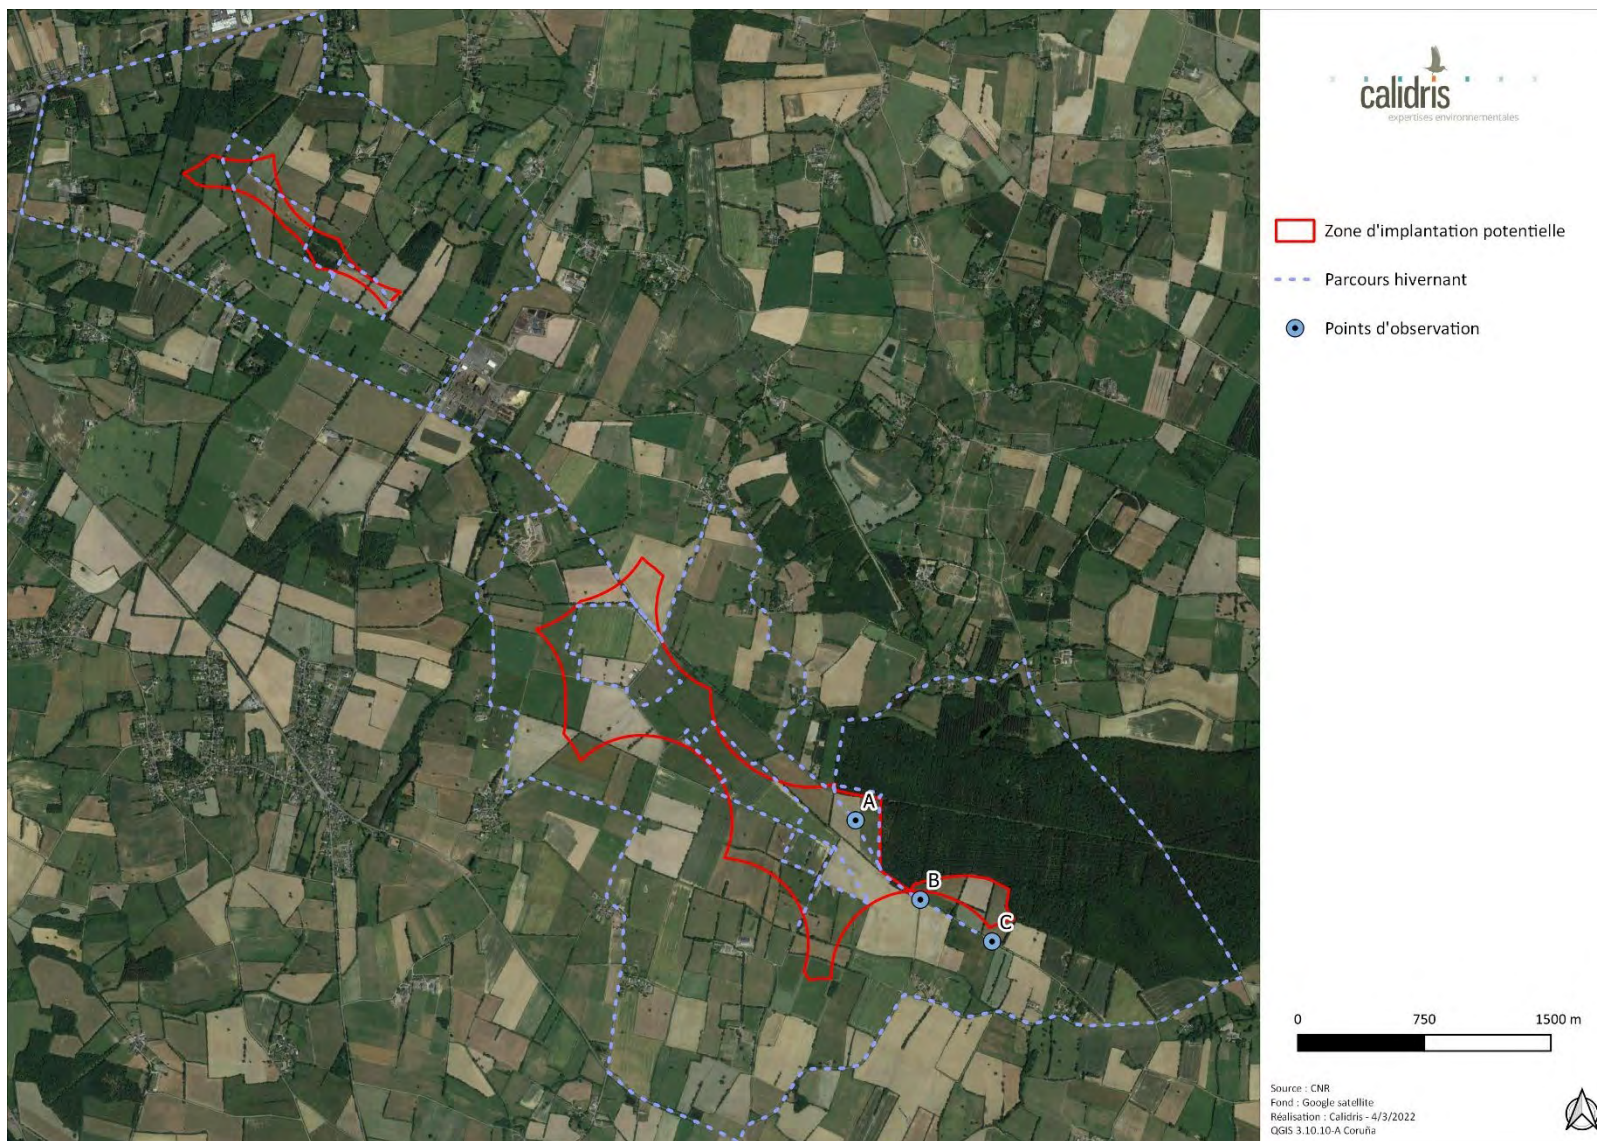 calidris
expertises environnementales
Zone d'implantation potentielle
Parcours hivernant
Points d'observation
A
B
C
0 750 1500 m
Source : CNR
Fond : Google satellite
Réalisation : Calidris - 4/3/2022
QGIS 3.10.10-A Coruña